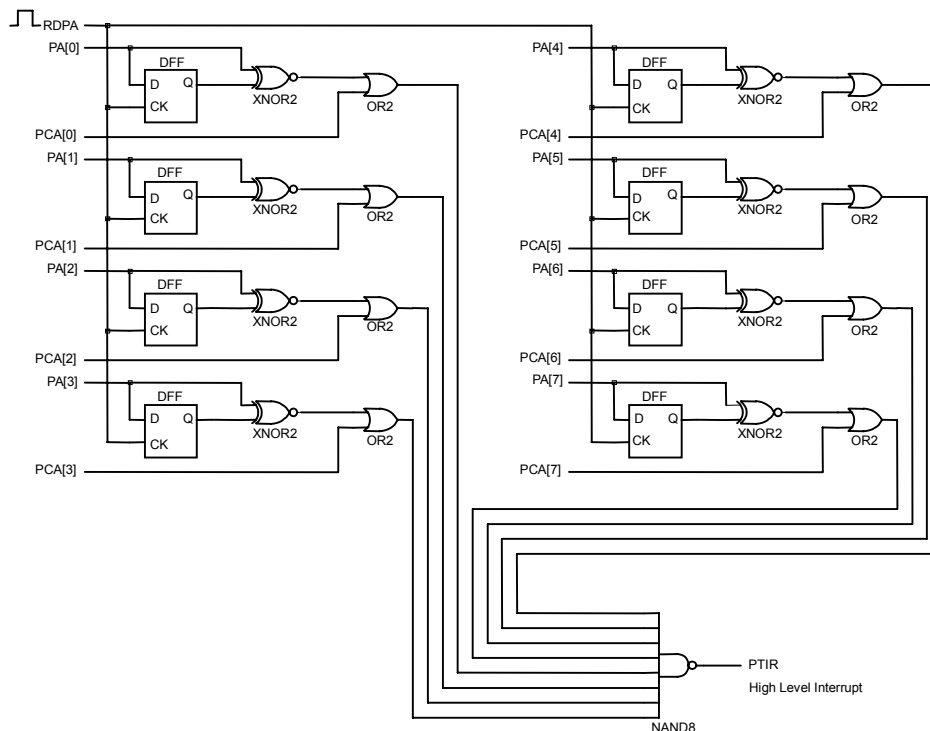 RDPA
PA[0]
DFF
D
Q
CK
XNOR2
OR2
PCA[0]
PA[1]
DFF
D
Q
CK
XNOR2
OR2
PCA[1]
PA[2]
DFF
D
Q
CK
XNOR2
OR2
PCA[2]
PA[3]
DFF
D
Q
CK
XNOR2
OR2
PCA[3]
PA[4]
DFF
D
Q
CK
XNOR2
OR2
PCA[4]
PA[5]
DFF
D
Q
CK
XNOR2
OR2
PCA[5]
PA[6]
DFF
D
Q
CK
XNOR2
OR2
PCA[6]
PA[7]
DFF
D
Q
CK
XNOR2
OR2
PCA[7]
PTIR
High Level Interrupt
NAND8